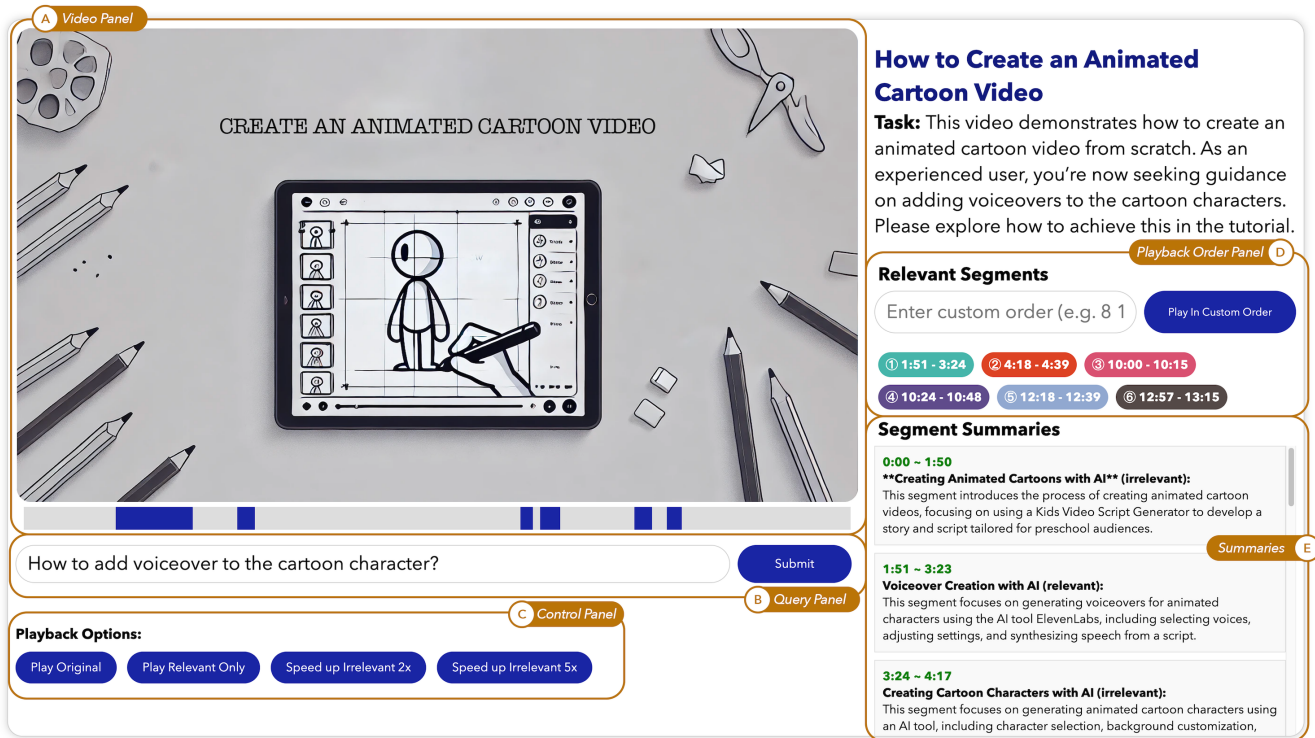 A Video Panel
CREATE AN ANIMATED CARTOON VIDEO
How to add voiceover to the cartoon character?
Submit
B Query Panel
C Control Panel
Playback Options:
Play Original
Play Relevant Only
Speed up Irrelevant 2x
Speed up Irrelevant 5x
How to Create an Animated
Cartoon Video
Task: This video demonstrates how to create an
animated cartoon video from scratch. As an
experienced user, you're now seeking guidance
on adding voiceovers to the cartoon characters.
Please explore how to achieve this in the tutorial.
Playback Order Panel D
Relevant Segments
Enter custom order (e.g. 8 1
Play In Custom Order
① 1:51 - 3:24
② 4:18 - 4:39
③ 10:00 - 10:15
④ 10:24 - 10:48
⑤ 12:18 - 12:39
⑥ 12:57 - 13:15
Segment Summaries
0:00 ~ 1:50
**Creating Animated Cartoons with AI** (irrelevant):
This segment introduces the process of creating animated cartoon
videos, focusing on using a Kids Video Script Generator to develop a
story and script tailored for preschool audiences.
Summaries E
1:51 ~ 3:23
Voiceover Creation with AI (relevant):
This segment focuses on generating voiceovers for animated
characters using the AI tool ElevenLabs, including selecting voices,
adjusting settings, and synthesizing speech from a script.
3:24 ~ 4:17
Creating Cartoon Characters with AI (irrelevant):
This segment focuses on generating animated cartoon characters using
an AI tool, including character selection, background customization,